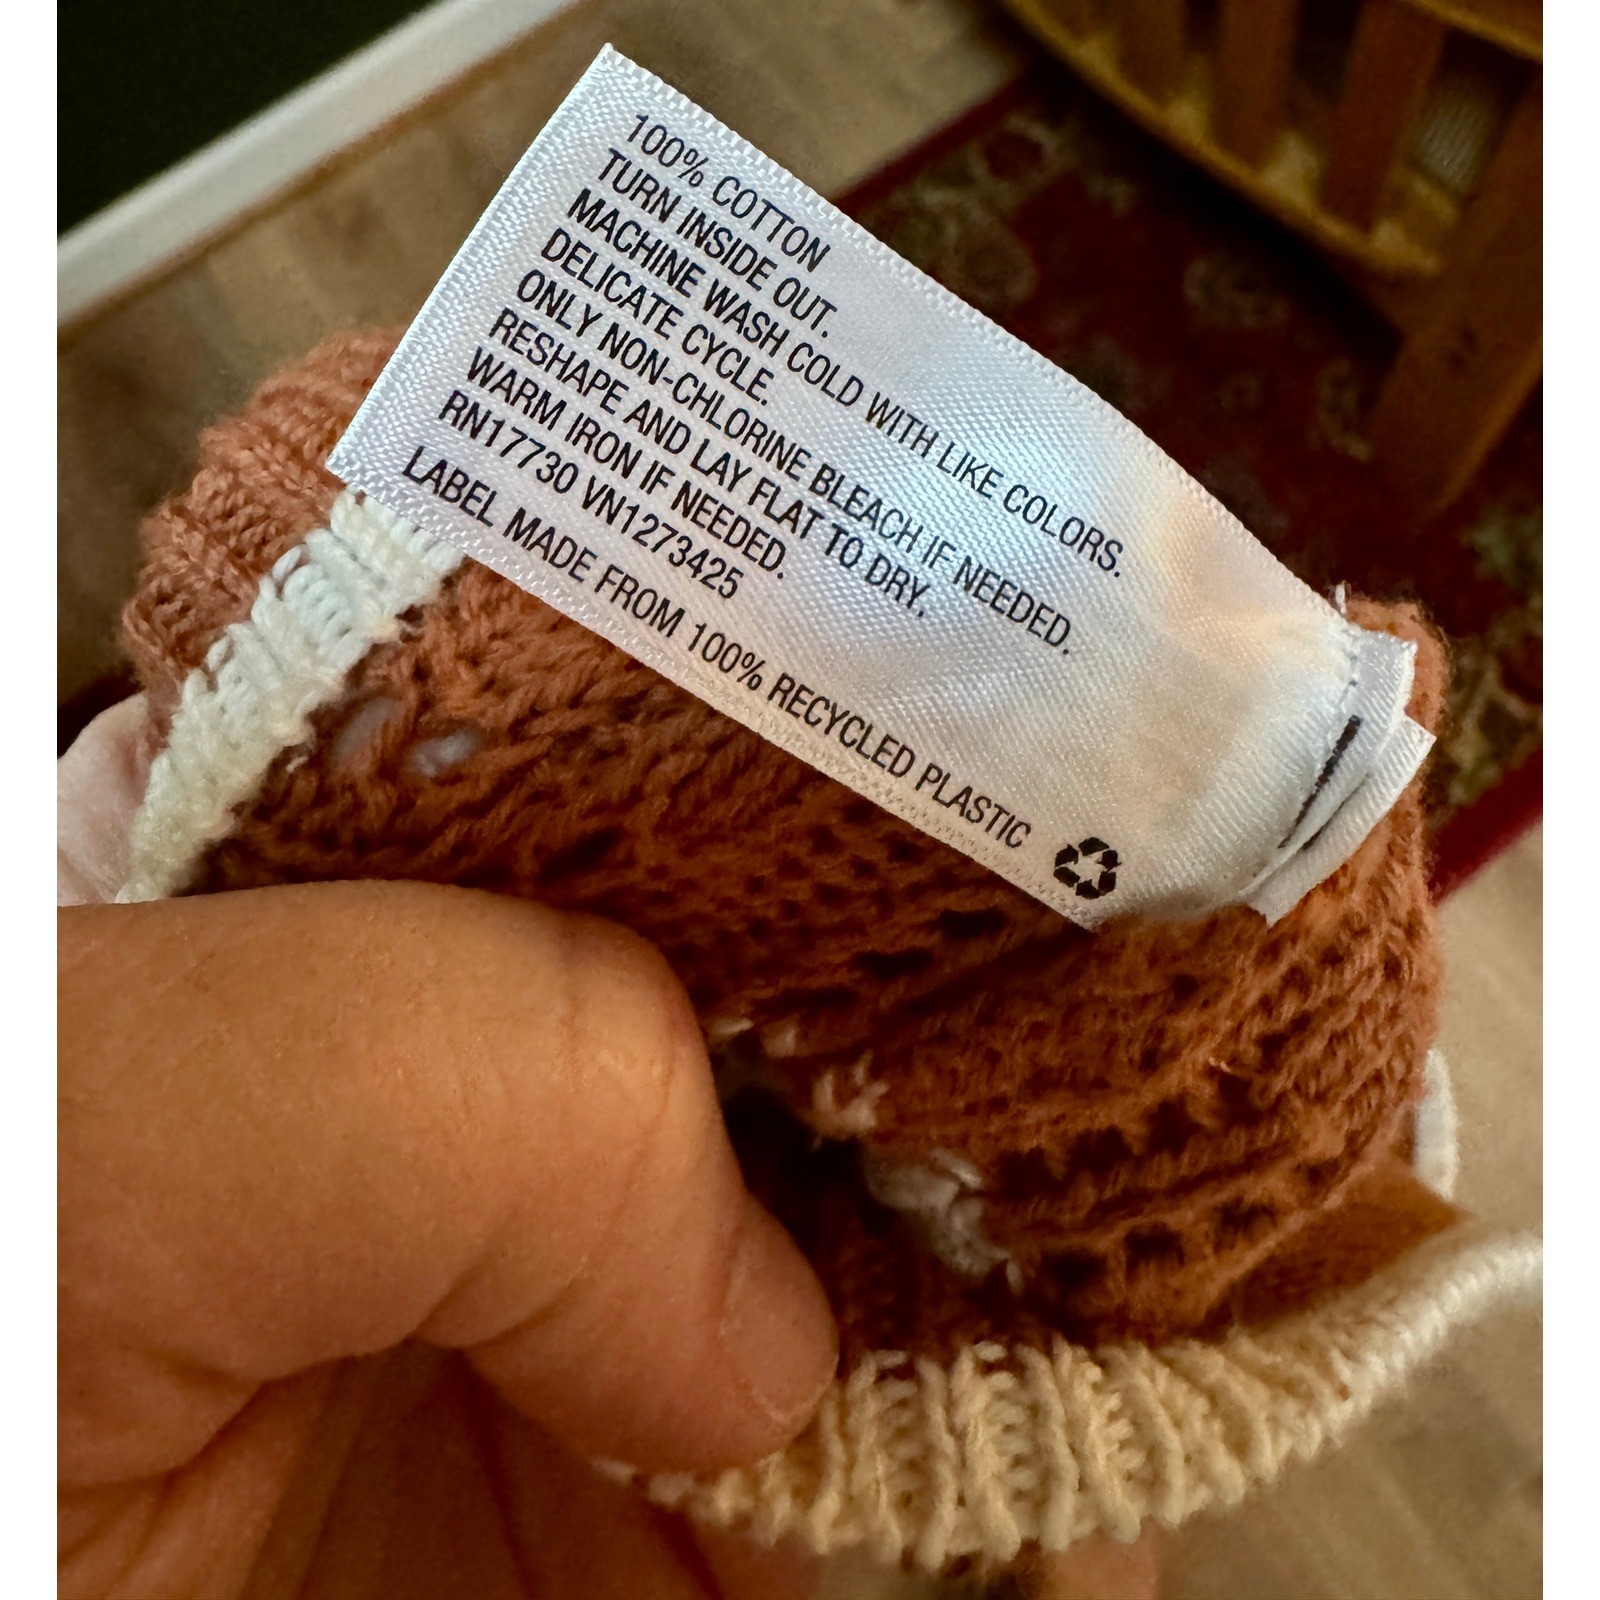 100% COTTON
TURN INSIDE OUT.
MACHINE WASH COLD WITH LIKE COLORS.
DELICATE CYCLE.
ONLY NON-CHLORINE BLEACH IF NEEDED.
RESHAPE AND LAY FLAT TO DRY.
WARM IRON IF NEEDED.
RN17730 VN1273425
LABEL MADE FROM 100% RECYCLED PLASTIC